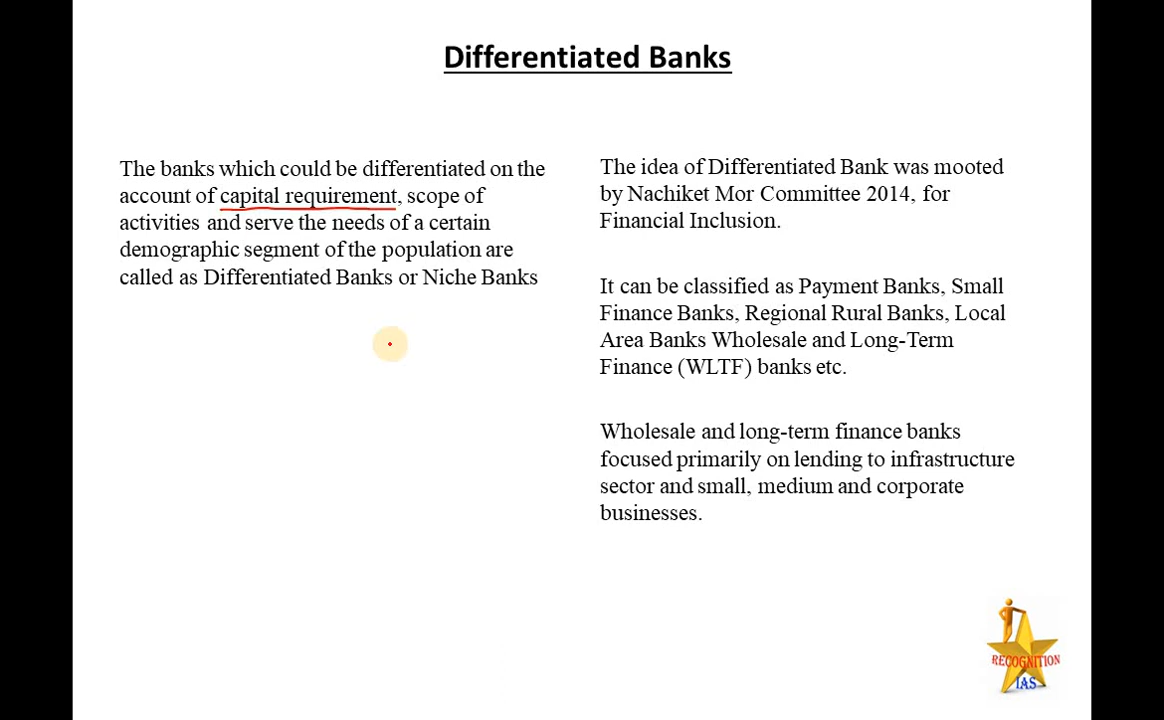 Differentiated Banks
The banks which could be differentiated on the
account of capital requirement, scope of
activities and serve the needs of a certain
demographic segment of the population are
called as Differentiated Banks or Niche Banks
The idea of Differentiated Bank was mooted
by Nachiket Mor Committee 2014, for
Financial Inclusion.
It can be classified as Payment Banks, Small
Finance Banks, Regional Rural Banks, Local
Area Banks Wholesale and Long-Term
Finance (WLTF) banks etc.
Wholesale and long-term finance banks
focused primarily on lending to infrastructure
sector and small, medium and corporate
businesses.
RECOGNITION
IAS